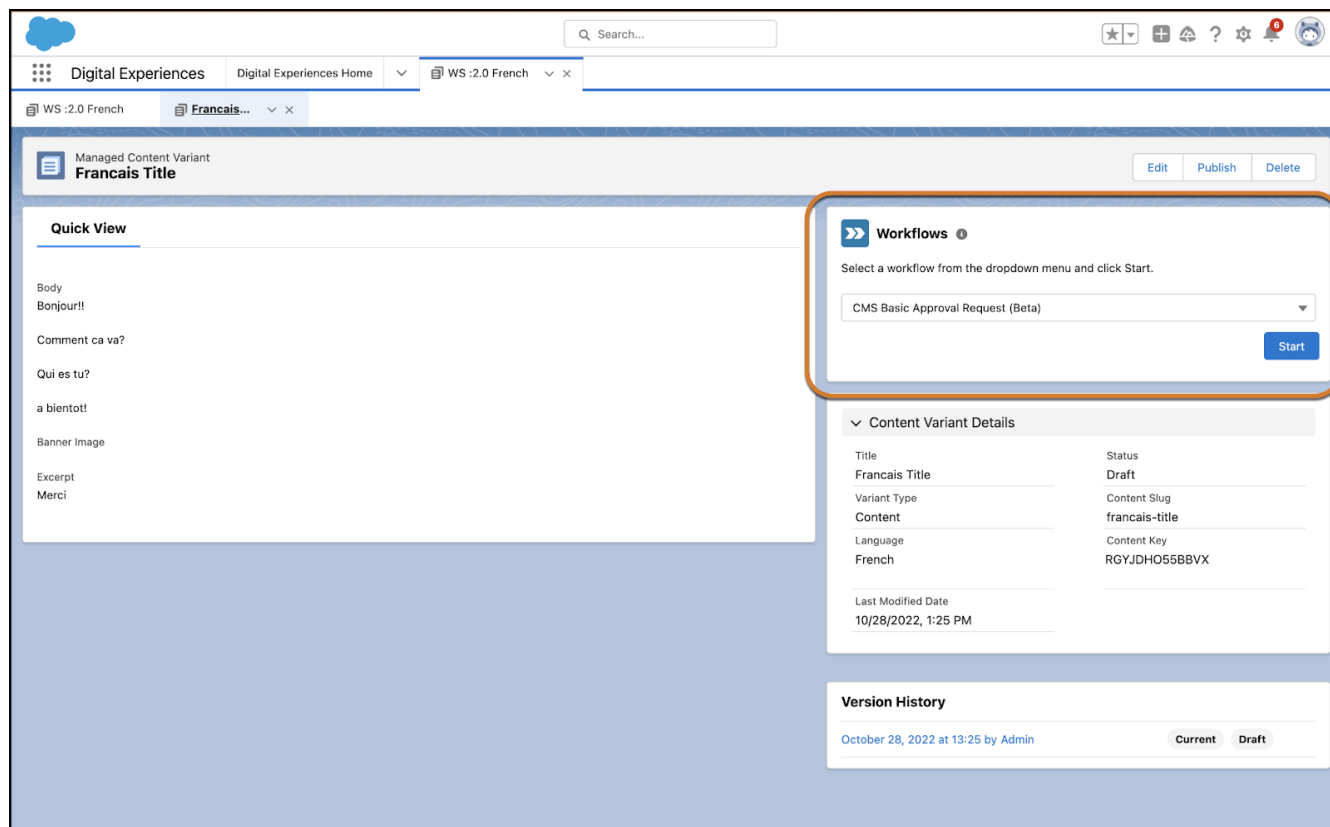 Search...
6
Digital Experiences
Digital Experiences Home
WS :2.0 French
WS :2.0 French
Francais...
Managed Content Variant
Francais Title
Edit
Publish
Delete
Quick View
Body
Bonjour!!
Comment ca va?
Qui es tu?
a bientot!
Banner Image
Excerpt
Merci
Workflows
Select a workflow from the dropdown menu and click Start.
CMS Basic Approval Request (Beta)
Start
Content Variant Details
Title
Francais Title
Status
Draft
Variant Type
Content
Content Slug
francais-title
Language
French
Content Key
RGYJDHO55BBVX
Last Modified Date
10/28/2022, 1:25 PM
Version History
October 28, 2022 at 13:25 by Admin
Current
Draft